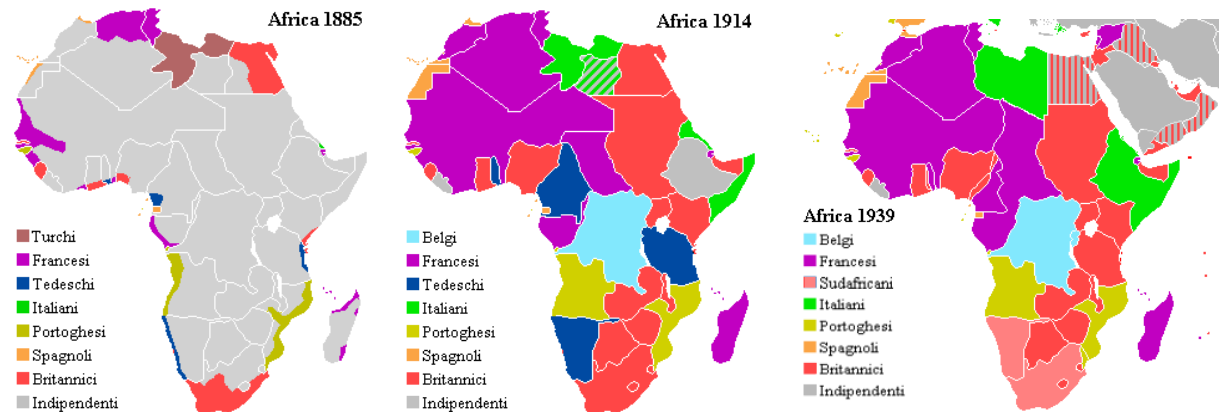 Africa 1885
Turchi
Francesi
Tedeschi
Italiani
Portoghesi
Spagnoli
Britannici
Indipendenti
Africa 1914
Belgi
Francesi
Tedeschi
Italiani
Portoghesi
Spagnoli
Britannici
Indipendenti
Africa 1939
Belgi
Francesi
Sudafricani
Italiani
Portoghesi
Spagnoli
Britannici
Indipendenti